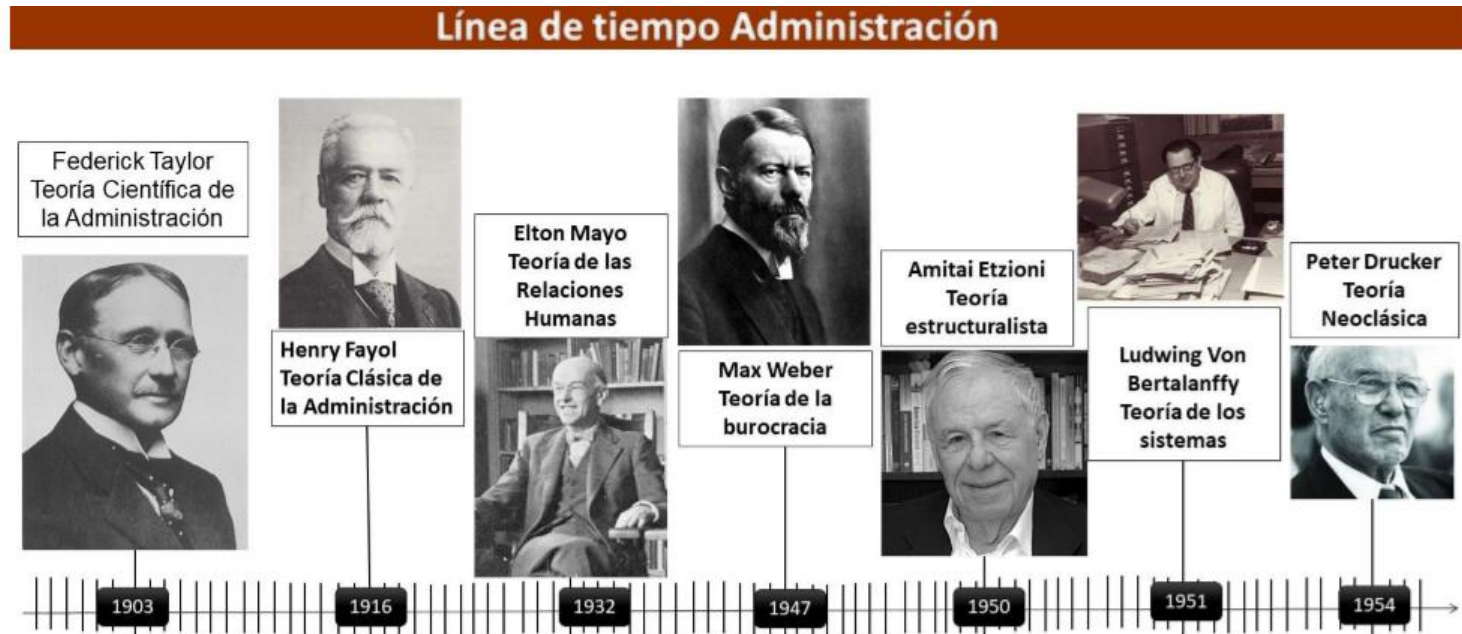 Línea de tiempo Administración
Federick Taylor
Teoría Científica de
la Administración
Henry Fayol
Teoría Clásica de
la Administración
Elton Mayo
Teoría de las
Relaciones
Humanas
Max Weber
Teoría de la
burocracia
Amitai Etzioni
Teoría
estructuralista
Ludwing Von
Bertalanffy
Teoría de los
sistemas
Peter Drucker
Teoría
Neoclásica
1903
1916
1932
1947
1950
1951
1954